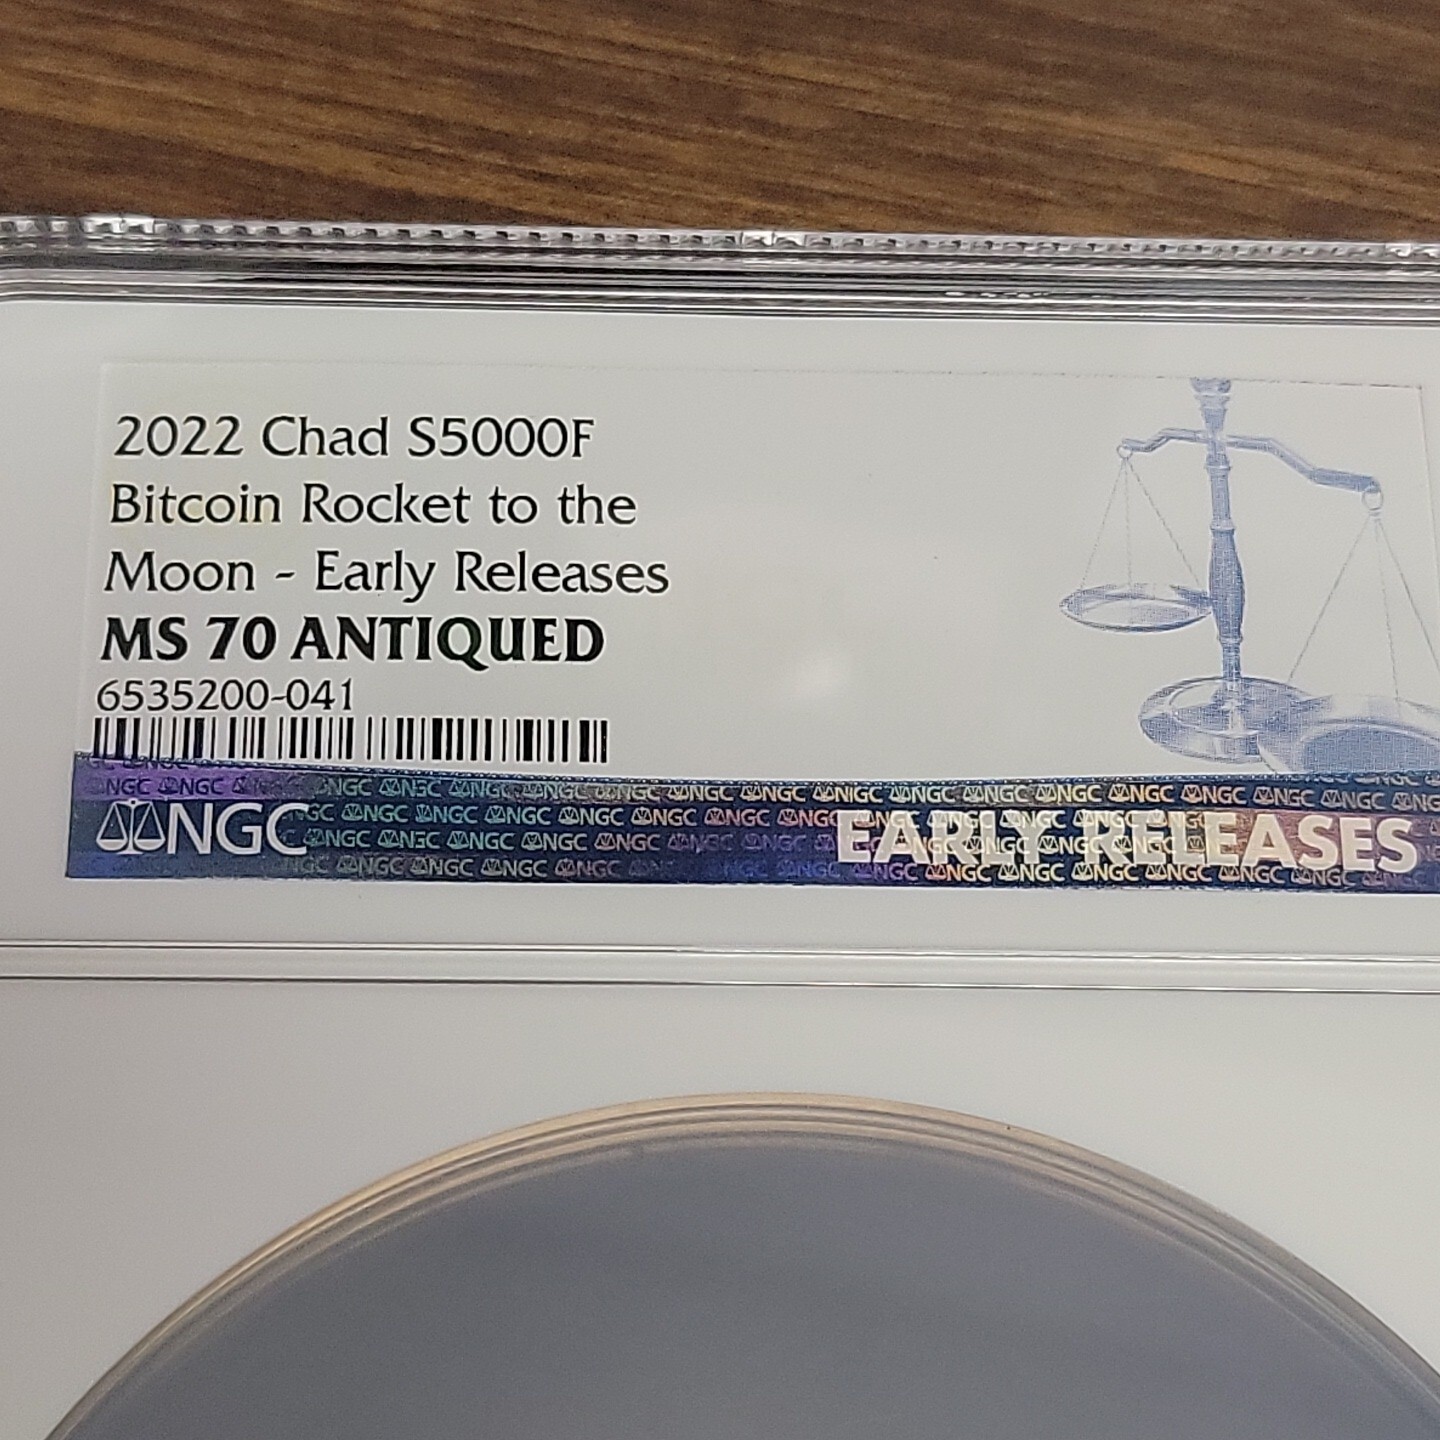 2022 Chad S5000F
Bitcoin Rocket to the
Moon - Early Releases
MS 70 ANTIQUED
6535200-041
NGC
EARLY RELEASES